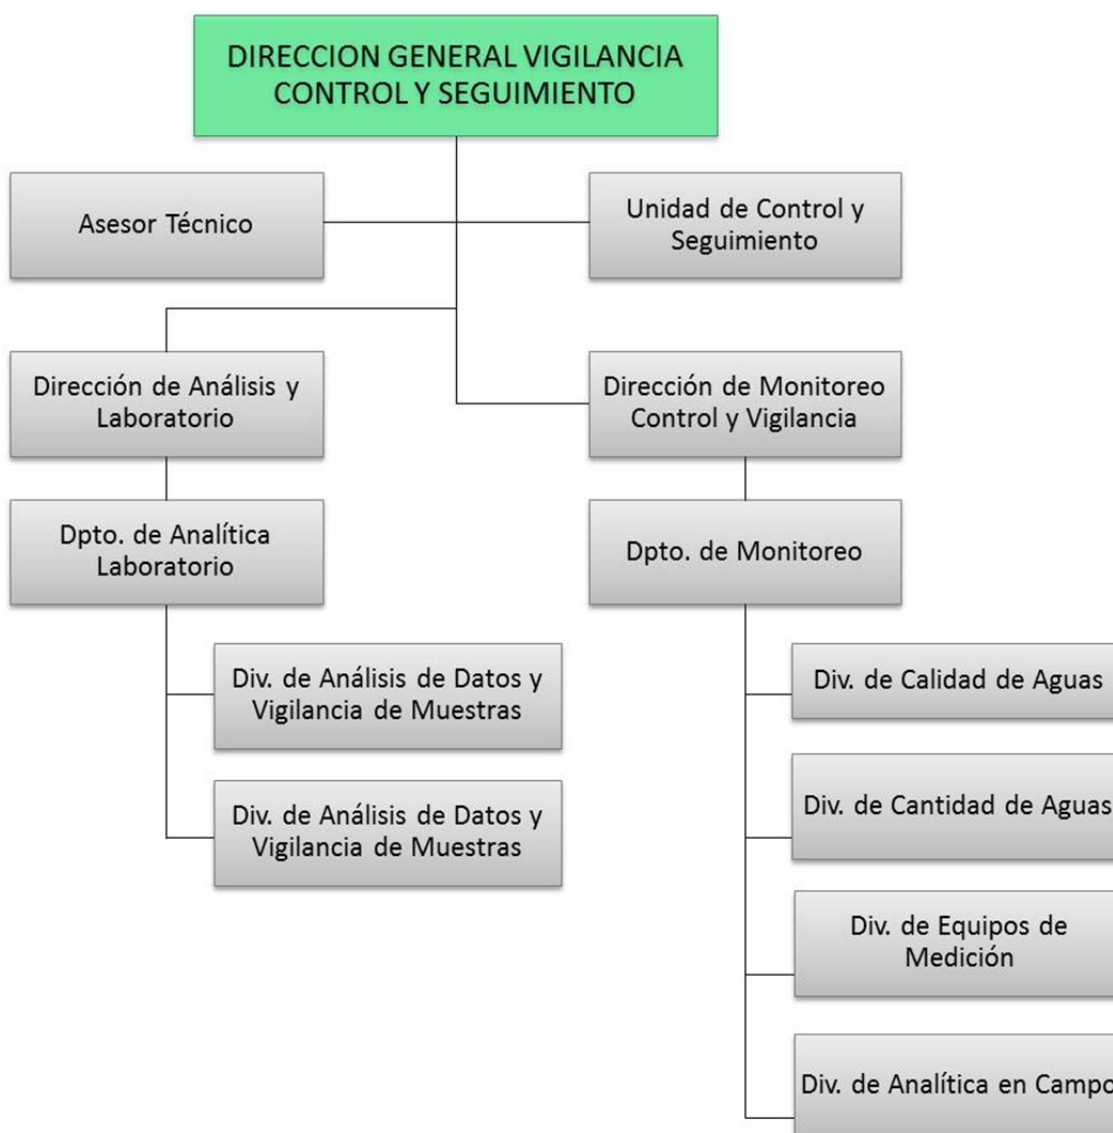 DIRECCION GENERAL VIGILANCIA
CONTROL Y SEGUIMIENTO
Asesor Técnico
Unidad de Control y
Seguimiento
Dirección de Análisis y
Laboratorio
Dirección de Monitoreo
Control y Vigilancia
Dpto. de Analítica
Laboratorio
Dpto. de Monitoreo
Div. de Análisis de Datos y
Vigilancia de Muestras
Div. de Análisis de Datos y
Vigilancia de Muestras
Div. de Calidad de Aguas
Div. de Cantidad de Aguas
Div. de Equipos de
Medición
Div. de Analítica en Campo